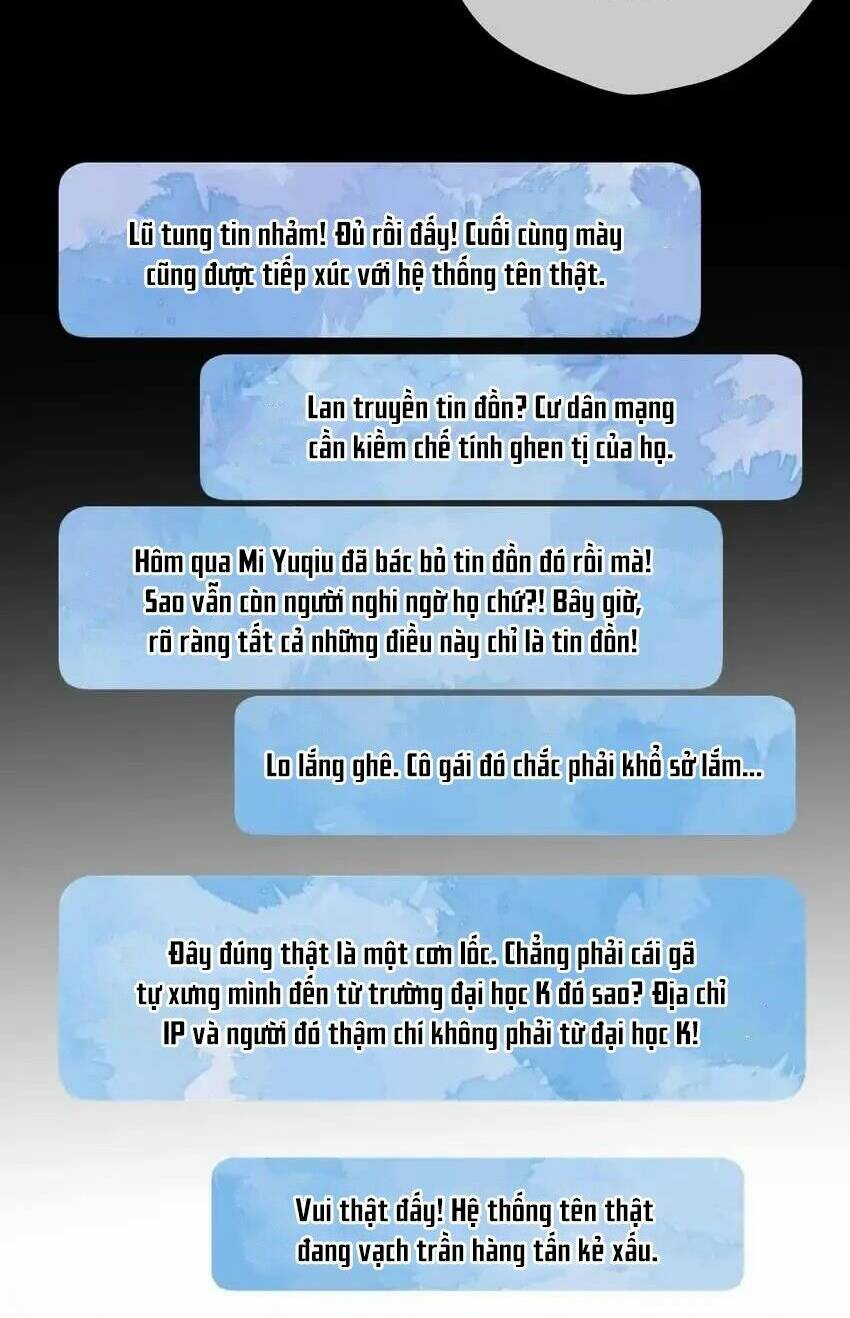 Lũ tung tin nhảm! Đủ rồi đấy! Cuối cùng mày
cũng được tiếp xúc với hệ thống tên thật.
Lan truyền tin đồn? Cư dân mạng
cần kiềm chế tính ghen tị của họ.
Hôm qua Mi Yuqiu đã bác bỏ tin đồn đó rồi mà!
Sao vẫn còn người nghi ngờ họ chứ?! Bây giờ,
rõ ràng tất cả những điều này chỉ là tin đồn!
Lo lắng ghê. Cô gái đó chắc phải khổ sở lắm...
Đây đúng thật là một cơn lốc. Chẳng phải cái gã
tự xưng mình đến từ trường đại học K đó sao? Địa chỉ
IP và người đó thậm chí không phải từ đại học K!
Vui thật đấy! Hệ thống tên thật
đang vạch trần hàng tấn kẻ xấu.